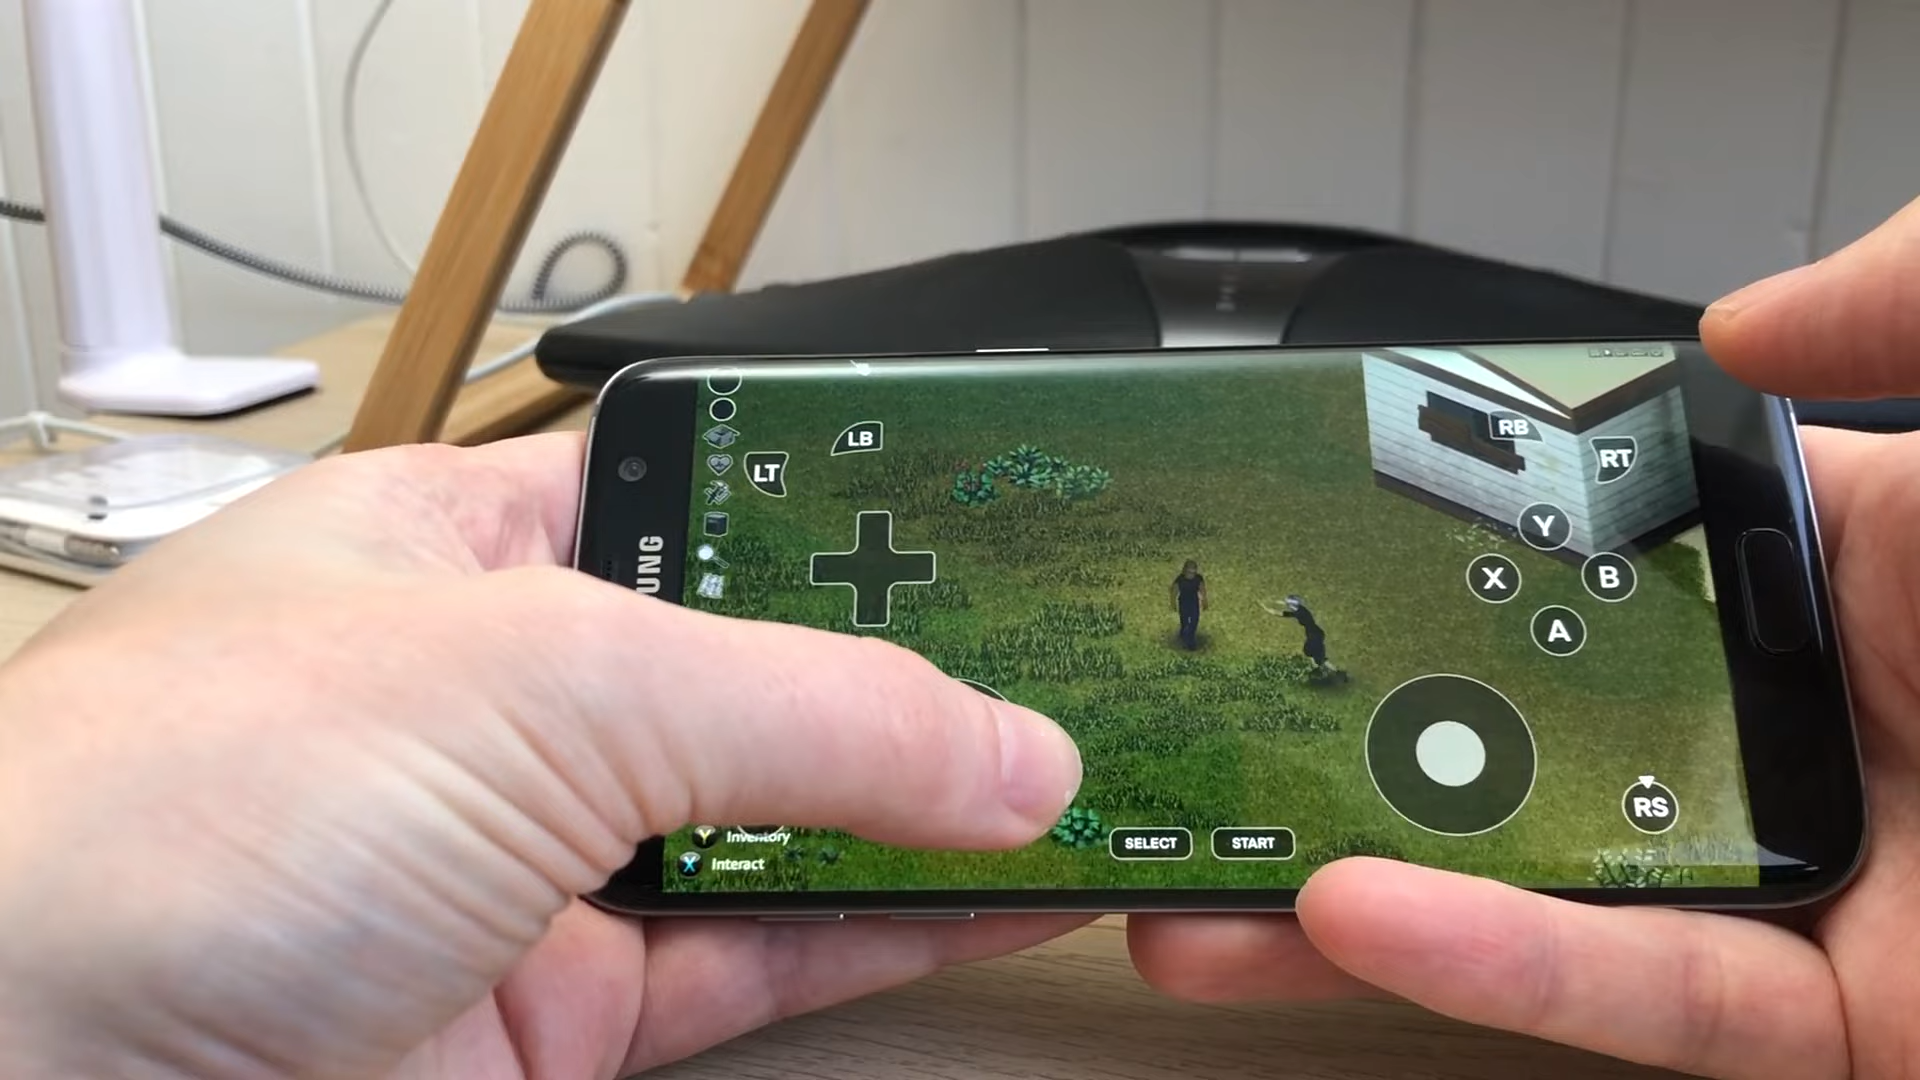 LB
RB
LT
RT
Y
X
B
A
UNG
RS
Y Inventory
SELECT
START
X Interact